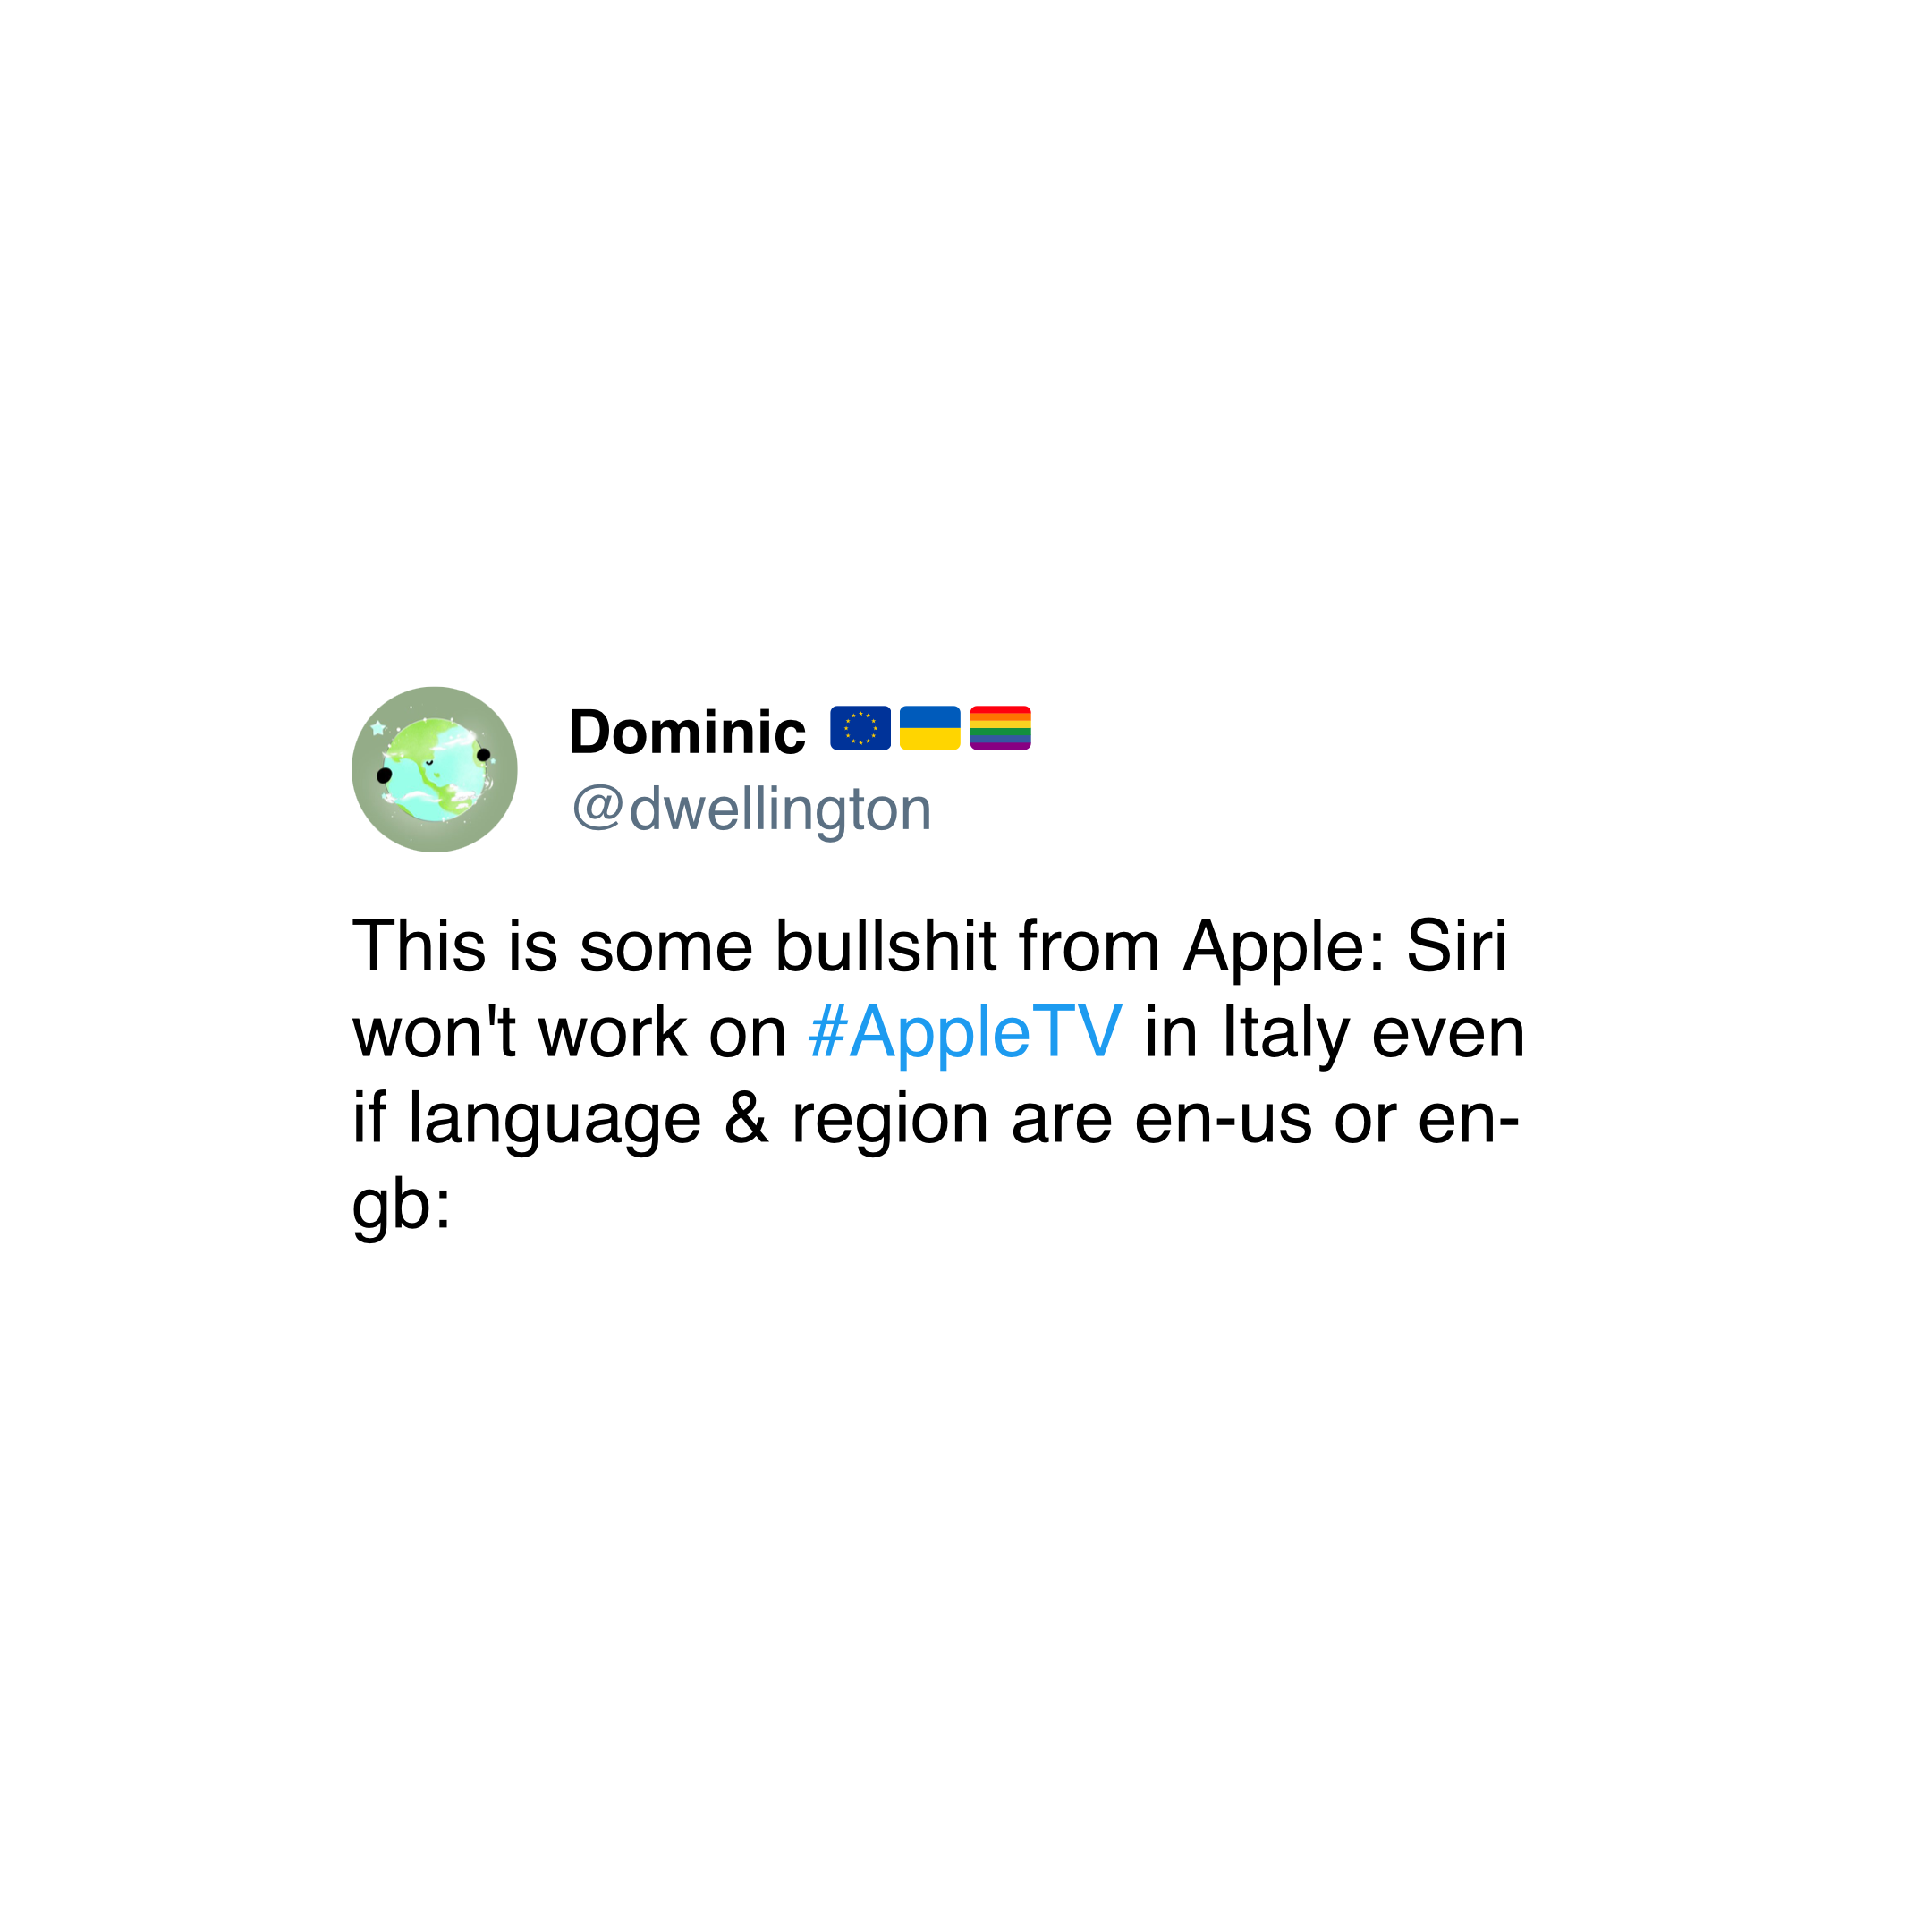 Dominic 🇪🇺 🇺🇦 🏳️‍🌈
@dwellington
This is some bullshit from Apple: Siri
won't work on #AppleTV in Italy even
if language & region are en-us or en-
gb: